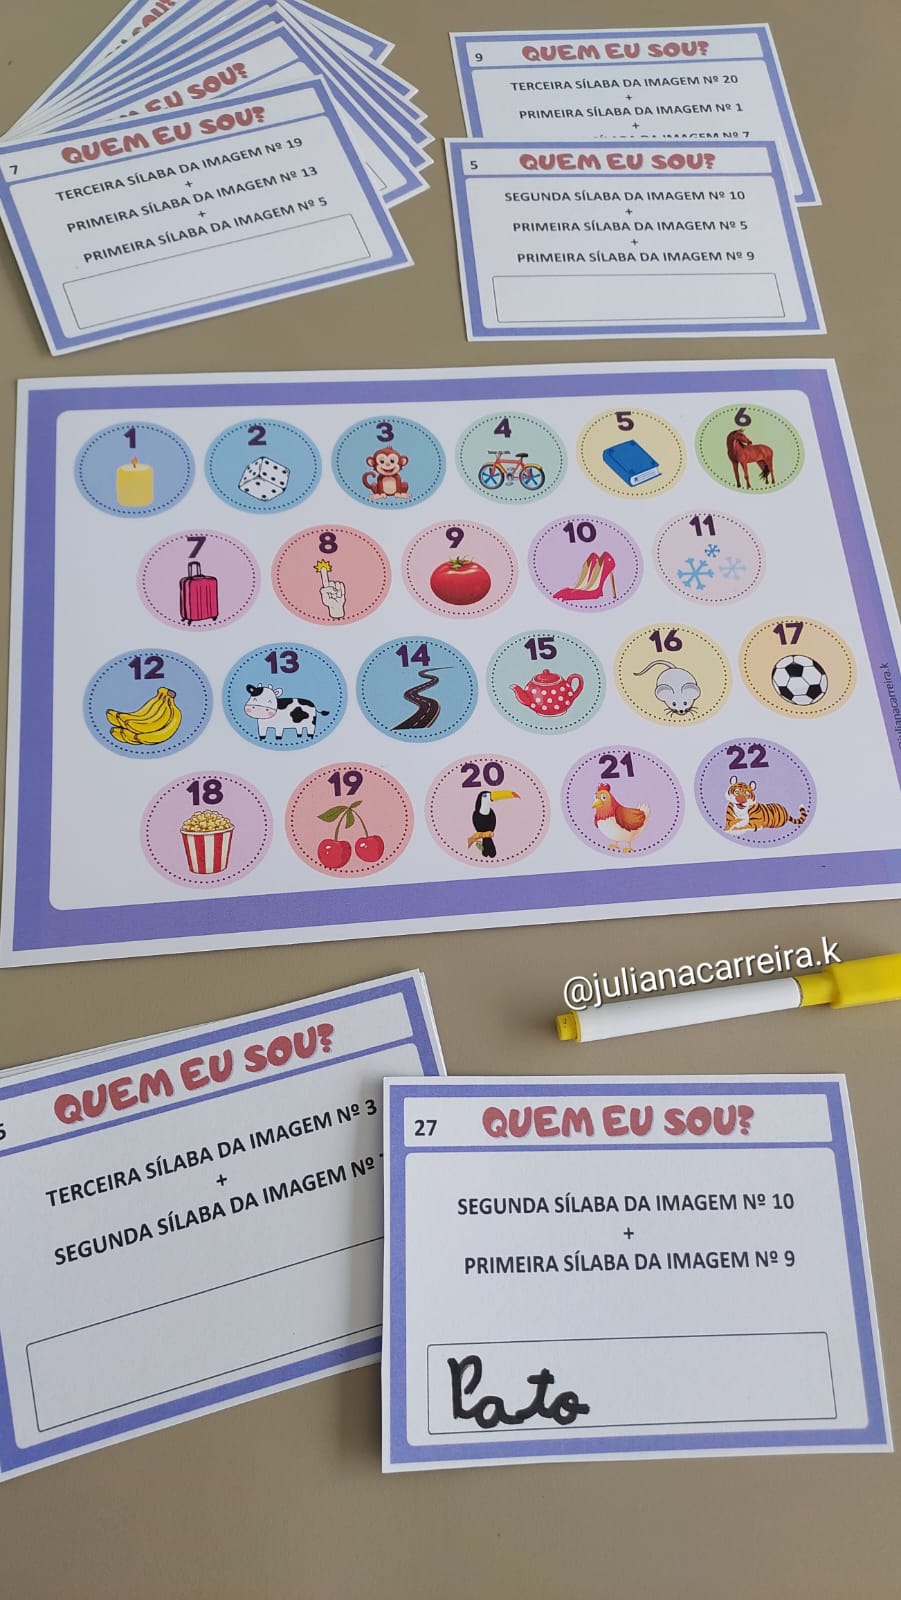 QUEM EU SOU?
7
QUEM EU SOU?
TERCEIRA SÍLABA DA IMAGEM Nº 19
+
PRIMEIRA SÍLABA DA IMAGEM Nº 13
+
PRIMEIRA SÍLABA DA IMAGEM Nº 5
9
QUEM EU SOU?
TERCEIRA SÍLABA DA IMAGEM Nº 20
+
PRIMEIRA SÍLABA DA IMAGEM Nº 1
+
SÍLABA DA IMAGEM Nº 7
5
QUEM EU SOU?
SEGUNDA SÍLABA DA IMAGEM Nº 10
+
PRIMEIRA SÍLABA DA IMAGEM Nº 5
+
PRIMEIRA SÍLABA DA IMAGEM Nº 9
1 2 3 4 5 6
7 8 9 10 11
12 13 14 15 16 17
18 19 20 21 22
@julianacarreira.k
QUEM EU SOU?
TERCEIRA SÍLABA DA IMAGEM Nº 3
+
SEGUNDA SÍLABA DA IMAGEM Nº
27
QUEM EU SOU?
SEGUNDA SÍLABA DA IMAGEM Nº 10
+
PRIMEIRA SÍLABA DA IMAGEM Nº 9
Pato